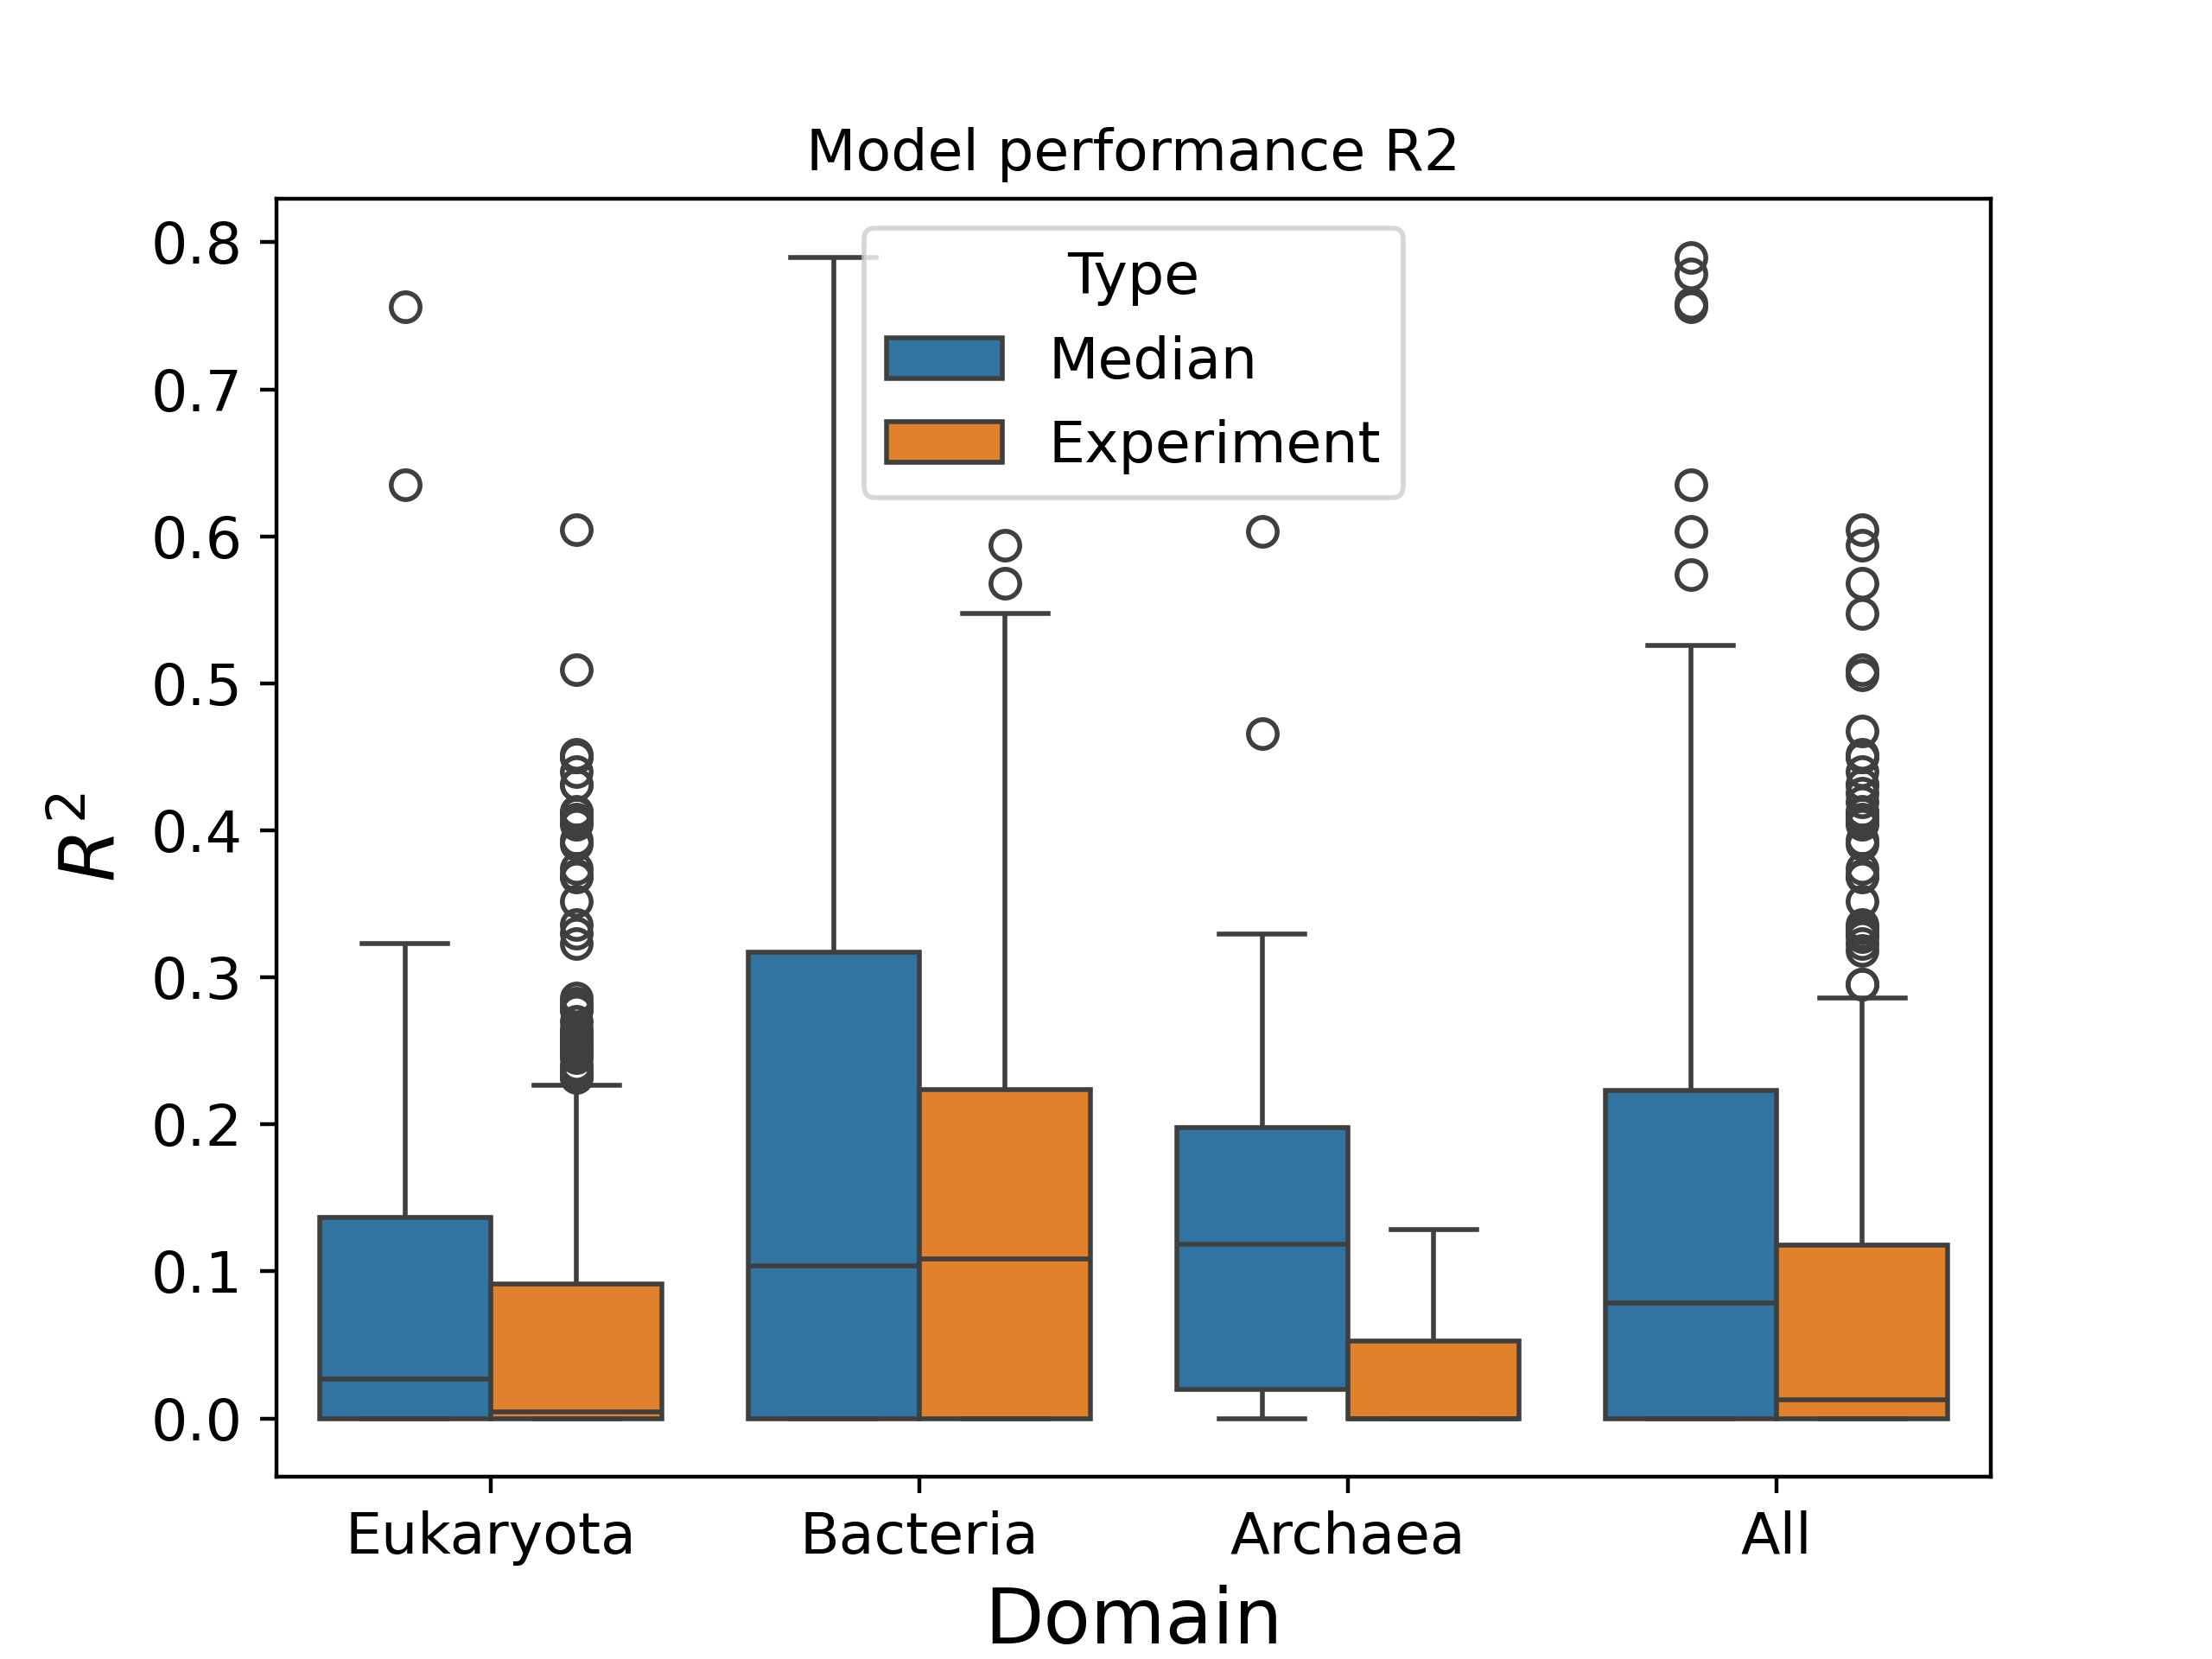 Model performance R2
Type
Median
Experiment
0.8
0.7
0.6
0.5
0.4
0.3
0.2
0.1
0.0
R²
Eukaryota Bacteria Archaea All
Domain